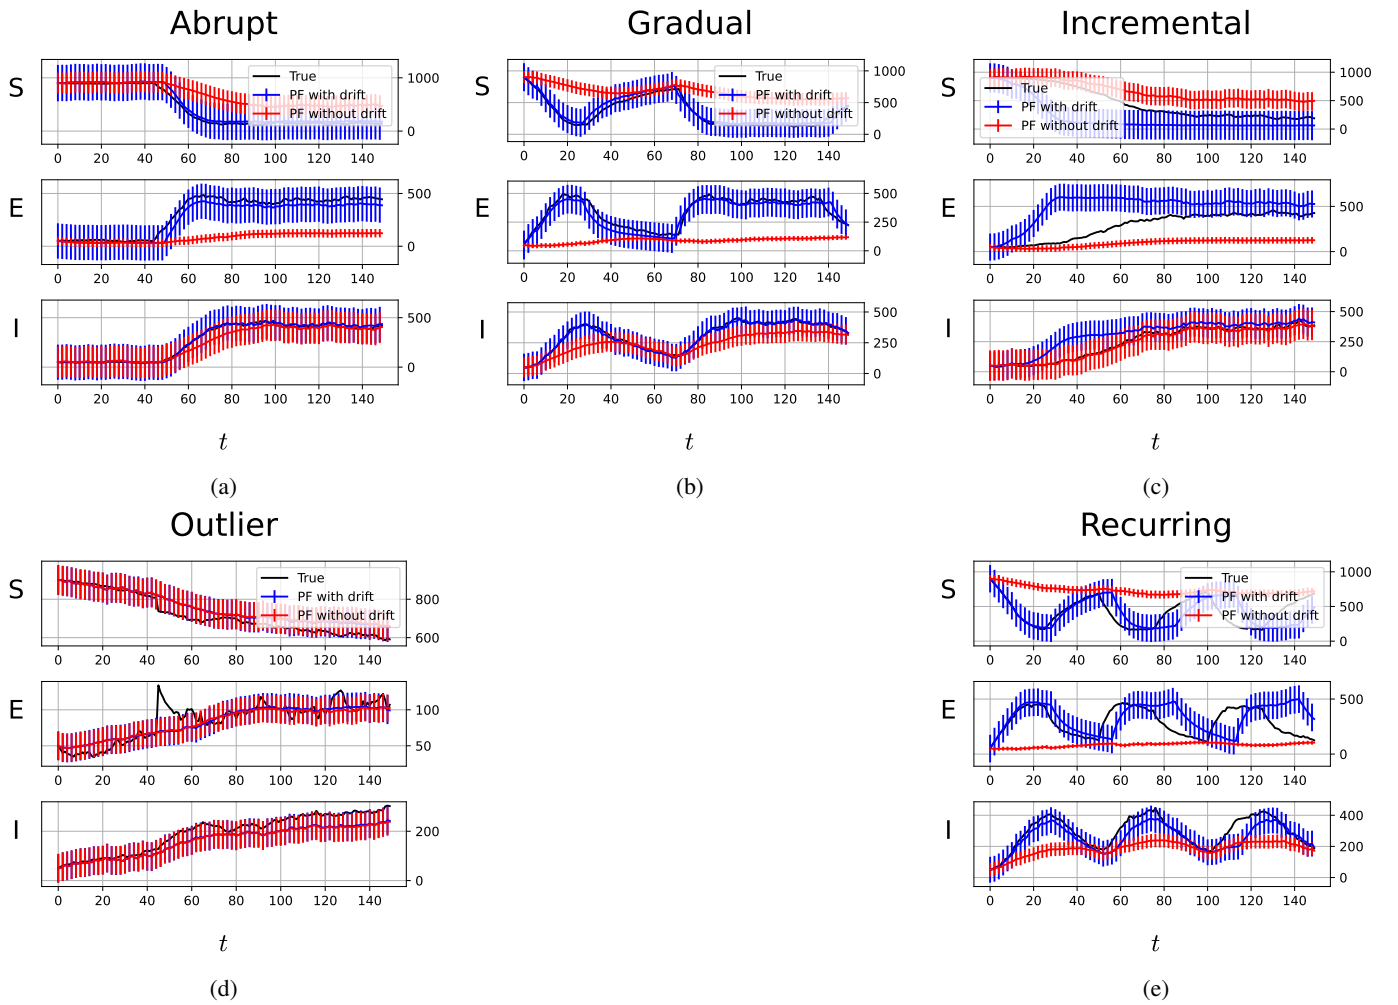 Abrupt
Gradual
Incremental
S
True
PF with drift
PF without drift
1000
0
0 20 40 60 80 100 120 140
E
500
0
0 20 40 60 80 100 120 140
I
500
0
0 20 40 60 80 100 120 140
t
(a)
S
True
PF with drift
PF without drift
1000
500
0
0 20 40 60 80 100 120 140
E
500
250
0
0 20 40 60 80 100 120 140
I
500
250
0
0 20 40 60 80 100 120 140
t
(b)
S
True
PF with drift
PF without drift
1000
500
0
0 20 40 60 80 100 120 140
E
500
0
0 20 40 60 80 100 120 140
I
500
250
0
0 20 40 60 80 100 120 140
t
(c)
Outlier
S
True
PF with drift
PF without drift
800
600
0 20 40 60 80 100 120 140
E
100
50
0 20 40 60 80 100 120 140
I
200
0
0 20 40 60 80 100 120 140
t
(d)
Recurring
S
True
PF with drift
PF without drift
1000
500
0
0 20 40 60 80 100 120 140
E
500
0
0 20 40 60 80 100 120 140
I
400
200
0
0 20 40 60 80 100 120 140
t
(e)